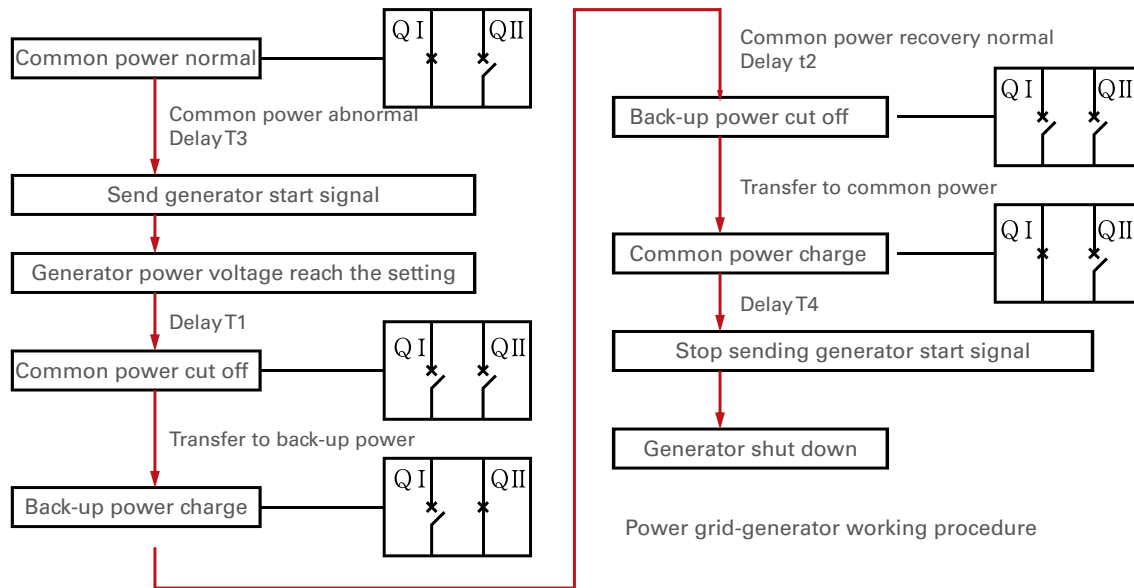 Common power normal
QI QII
Common power abnormal
Delay T3
Send generator start signal
Generator power voltage reach the setting
Delay T1
Common power cut off
QI QII
Transfer to back-up power
Back-up power charge
QI QII
Common power recovery normal
Delay t2
Back-up power cut off
QI QII
Transfer to common power
Common power charge
QI QII
Delay T4
Stop sending generator start signal
Generator shut down
Power grid-generator working procedure